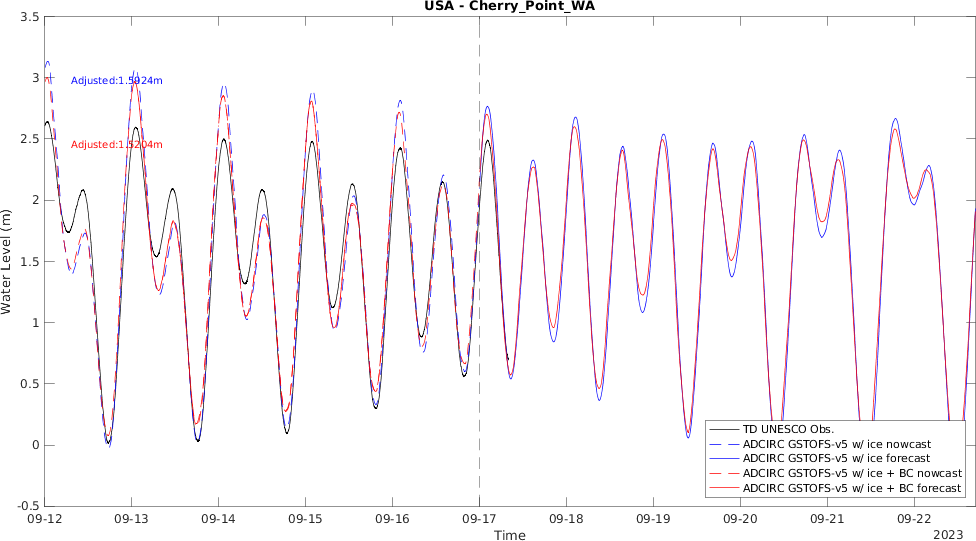 USA - Cherry_Point_WA
3.5
3
2.5
2
1.5
1
0.5
0
-0.5
Water Level (m)
Adjusted:1.5024m
Adjusted:1.5204m
TD UNESCO Obs.
ADCIRC GSTOFS-v5 w/ ice nowcast
ADCIRC GSTOFS-v5 w/ ice forecast
ADCIRC GSTOFS-v5 w/ ice + BC nowcast
ADCIRC GSTOFS-v5 w/ ice + BC forecast
09-12 09-13 09-14 09-15 09-16 09-17 09-18 09-19 09-20 09-21 09-22
Time
2023